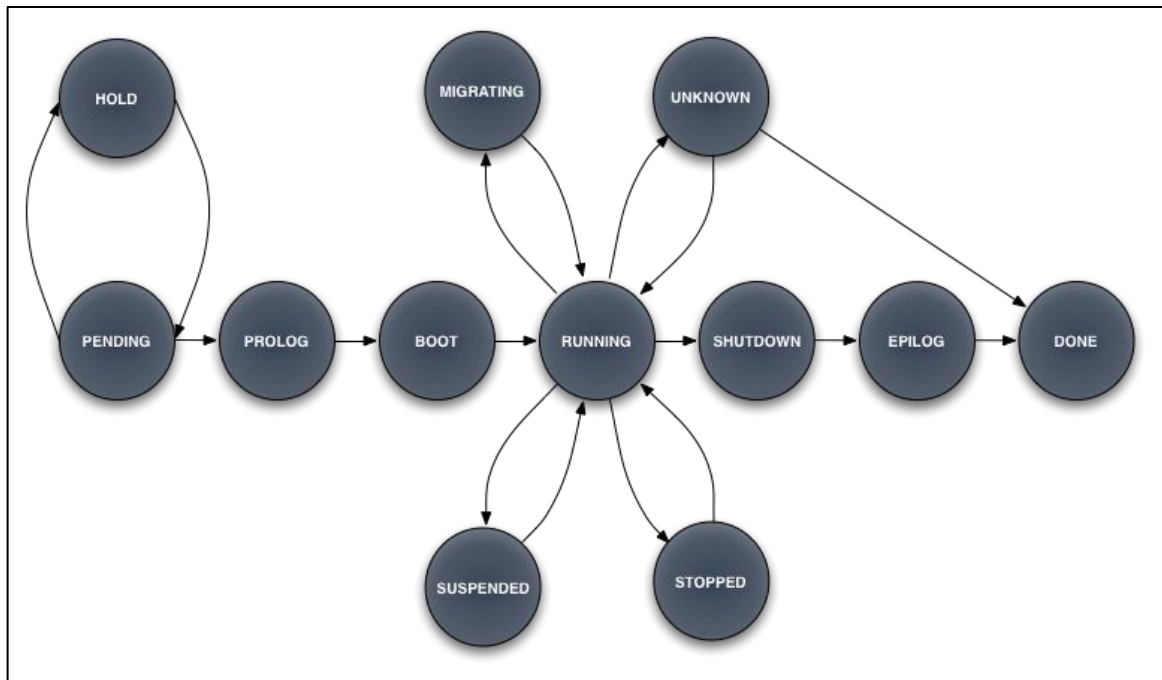 HOLD
MIGRATING
UNKNOWN
PENDING
PROLOG
BOOT
RUNNING
SHUTDOWN
EPILOG
DONE
SUSPENDED
STOPPED